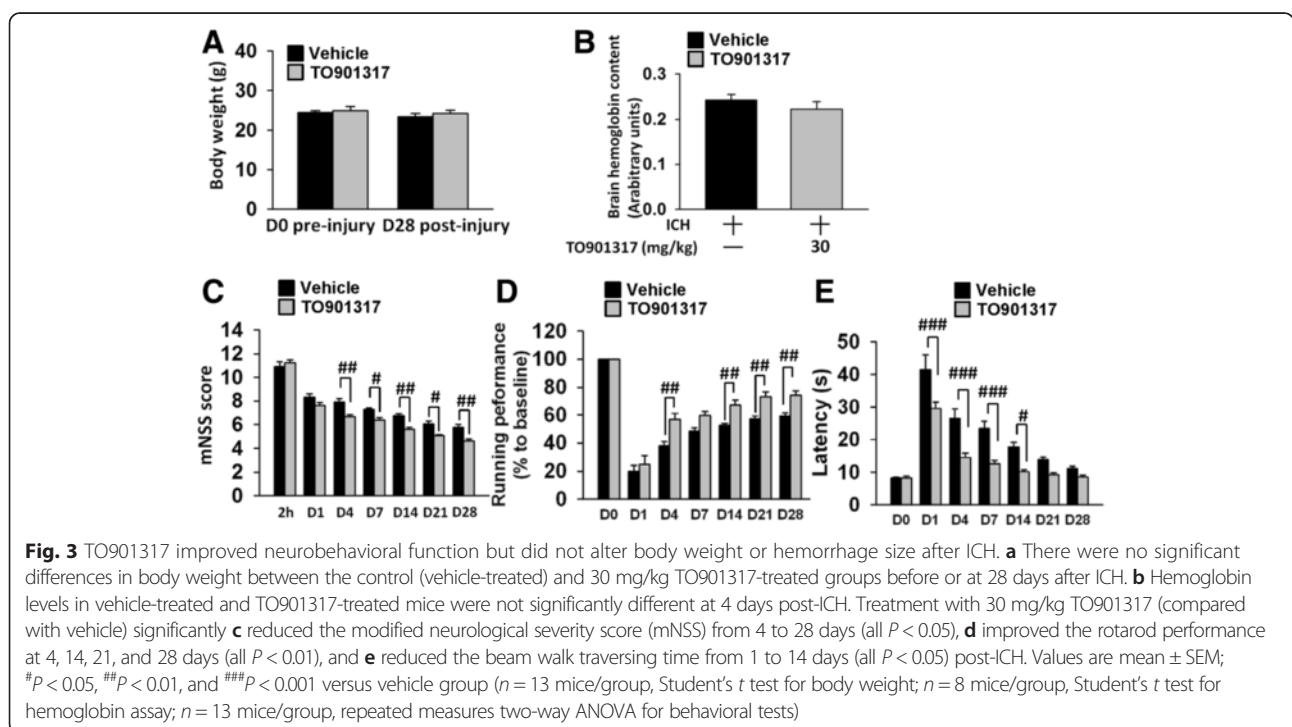 A
Vehicle
TO901317
Body weight (g)
40
30
20
10
0
D0 pre-injury D28 post-injury
B
Vehicle
TO901317
Brain hemoglobin content
(Arabitrary units)
0.3
0.2
0.1
0.0
ICH + +
TO901317 (mg/kg) — 30
C
Vehicle
TO901317
mNSS score
14
12
10
8
6
4
2
0
## # ## # ##
2h D1 D4 D7 D14 D21 D28
D
Vehicle
TO901317
Running peformance
(% to baseline)
120
100
80
60
40
20
0
## ## ## ##
D0 D1 D4 D7 D14 D21 D28
E
Vehicle
TO901317
Latency (s)
50
40
30
20
10
0
### ### ### #
D0 D1 D4 D7 D14 D21 D28
Fig. 3 TO901317 improved neurobehavioral function but did not alter body weight or hemorrhage size after ICH. a There were no significant
differences in body weight between the control (vehicle-treated) and 30 mg/kg TO901317-treated groups before or at 28 days after ICH. b Hemoglobin
levels in vehicle-treated and TO901317-treated mice were not significantly different at 4 days post-ICH. Treatment with 30 mg/kg TO901317 (compared
with vehicle) significantly c reduced the modified neurological severity score (mNSS) from 4 to 28 days (all P < 0.05), d improved the rotarod performance
at 4, 14, 21, and 28 days (all P < 0.01), and e reduced the beam walk traversing time from 1 to 14 days (all P < 0.05) post-ICH. Values are mean ± SEM;
#P < 0.05, ##P < 0.01, and ###P < 0.001 versus vehicle group (n = 13 mice/group, Student's t test for body weight; n = 8 mice/group, Student's t test for
hemoglobin assay; n = 13 mice/group, repeated measures two-way ANOVA for behavioral tests)